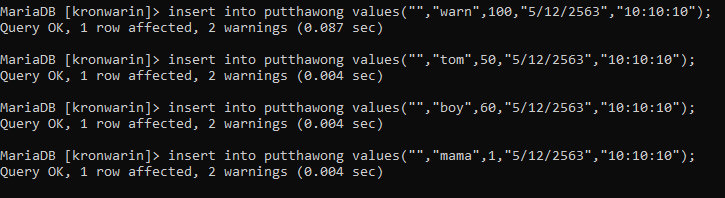 MariaDB [kronwarin]> insert into putthawong values("","warn",100,"5/12/2563","10:10:10");
Query OK, 1 row affected, 2 warnings (0.087 sec)
MariaDB [kronwarin]> insert into putthawong values("","tom",50,"5/12/2563","10:10:10");
Query OK, 1 row affected, 2 warnings (0.004 sec)
MariaDB [kronwarin]> insert into putthawong values("","boy",60,"5/12/2563","10:10:10");
Query OK, 1 row affected, 2 warnings (0.004 sec)
MariaDB [kronwarin]> insert into putthawong values("","mama",1,"5/12/2563","10:10:10");
Query OK, 1 row affected, 2 warnings (0.004 sec)